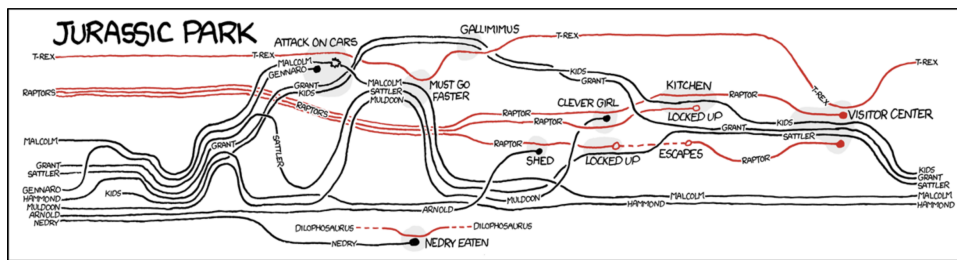 JURASSIC PARK
ATTACK ON CARS
GALLIMIMUS
T-REX
T-REX
T-REX
MALCOLM
GENNARO
KIDS
GRANT
KITCHEN
RAPTORS
GRANT
KIDS
MALCOLM
SATTLER
MULDOON
MUST GO
FASTER
CLEVER GIRL
RAPTOR
RAPTOR
RAPTOR
LOCKED UP
T-REX
VISITOR CENTER
RAPTORS
RAPTOR
KIDS
GRANT
SATTLER
MALCOLM
GRANT
SATTLER
SHED
LOCKED UP
ESCAPES
RAPTOR
GRANT
SATTLER
GENNARO
HAMMOND
KIDS
MULDOON
ARNOLD
NEDRY
ARNOLD
MULDOON
MALCOLM
HAMMOND
KIDS
GRANT
SATTLER
MALCOLM
HAMMOND
DILOPHOSAURUS
DILOPHOSAURUS
NEDRY
NEDRY EATEN